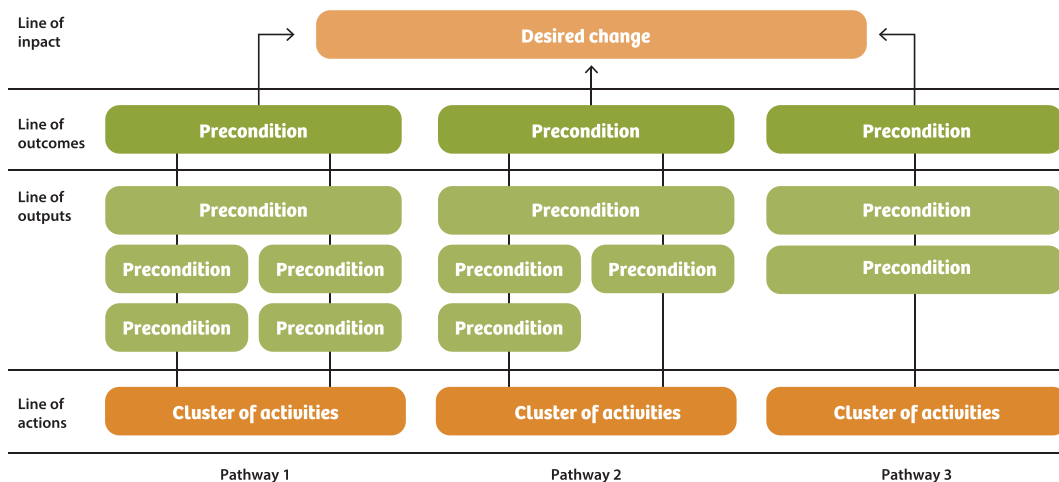 Line of
inpact
Desired change
Line of
outcomes
Precondition
Precondition
Precondition
Line of
outputs
Precondition
Precondition
Precondition
Precondition
Precondition
Precondition
Precondition
Precondition
Precondition
Precondition
Precondition
Line of
actions
Cluster of activities
Cluster of activities
Cluster of activities
Pathway 1
Pathway 2
Pathway 3